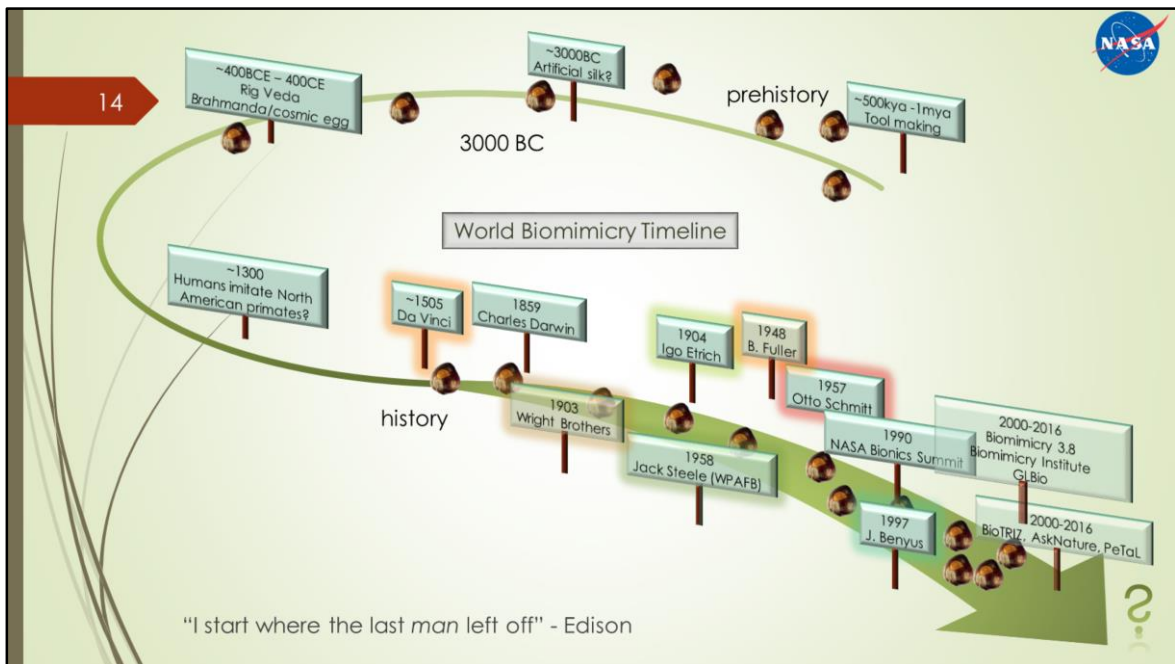 NASA
14
~400BCE – 400CE
Rig Veda
Brahmanda/cosmic egg
~3000BC
Artificial silk?
prehistory
~500kya -1mya
Tool making
3000 BC
World Biomimicry Timeline
~1300
Humans imitate North
American primates?
~1505
Da Vinci
1859
Charles Darwin
1904
Igo Etrich
1948
B. Fuller
1957
Otto Schmitt
history
1903
Wright Brothers
1990
NASA Bionics Summit
2000-2016
Biomimicry 3.8
Biomimicry Institute
GLBio
1958
Jack Steele (WPAFB)
1997
J. Benyus
2000-2016
BioTRIZ, AskNature, PeTaL
?
“I start where the last man left off” - Edison